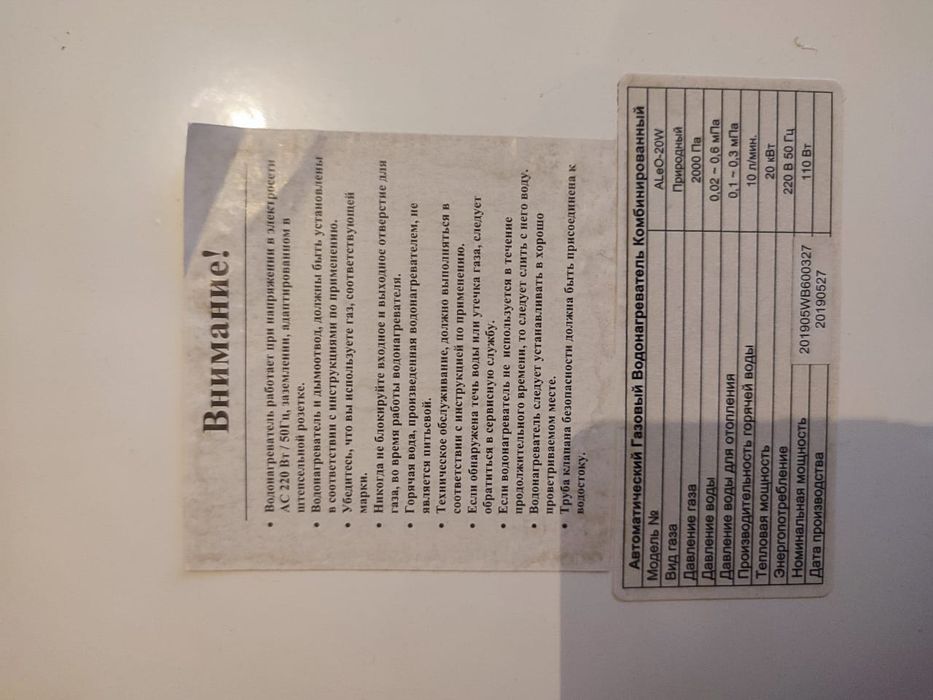 Внимание!
• Водонагреватель работает при напряжении в электросети
АС 220 Вт / 50Гц, заземлении, адаптированном в
штепсельной розетке.
• Водонагреватель и дымоотвод, должны быть установлены
в соответствии с инструкциями по применению.
• Убедитесь, что вы используете газ, соответствующей
марки.
• Никогда не блокируйте входное и выходное отверстие для
газа, во время работы водонагревателя.
• Горячая вода, произведенная водонагревателем, не
является питьевой.
• Техническое обслуживание, должно выполняться в
соответствии с инструкцией по применению.
• Если обнаружена течь воды или утечка газа, следует
обратиться в сервисную службу.
• Если водонагреватель не используется в течение
продолжительного времени, то следует слить с него воду.
• Водонагреватель следует устанавливать в хорошо
проветриваемом месте.
• Труба клапана безопасности должна быть присоединена к
водостоку.
Автоматический Газовый Водонагреватель Комбинированный
Модель № ALeO-20W
Вид газа Природный
Давление газа 2000 Па
Давление воды 0,02 ~ 0,6 мПа
Давление воды для отопления 0,1 ~ 0,3 мПа
Производительность горячей воды 10 л/мин.
Тепловая мощность 20 кВт
Энергопотребление 220 В 50 Гц
Номинальная мощность 110 Вт
201905WB600327
Дата производства 20190527